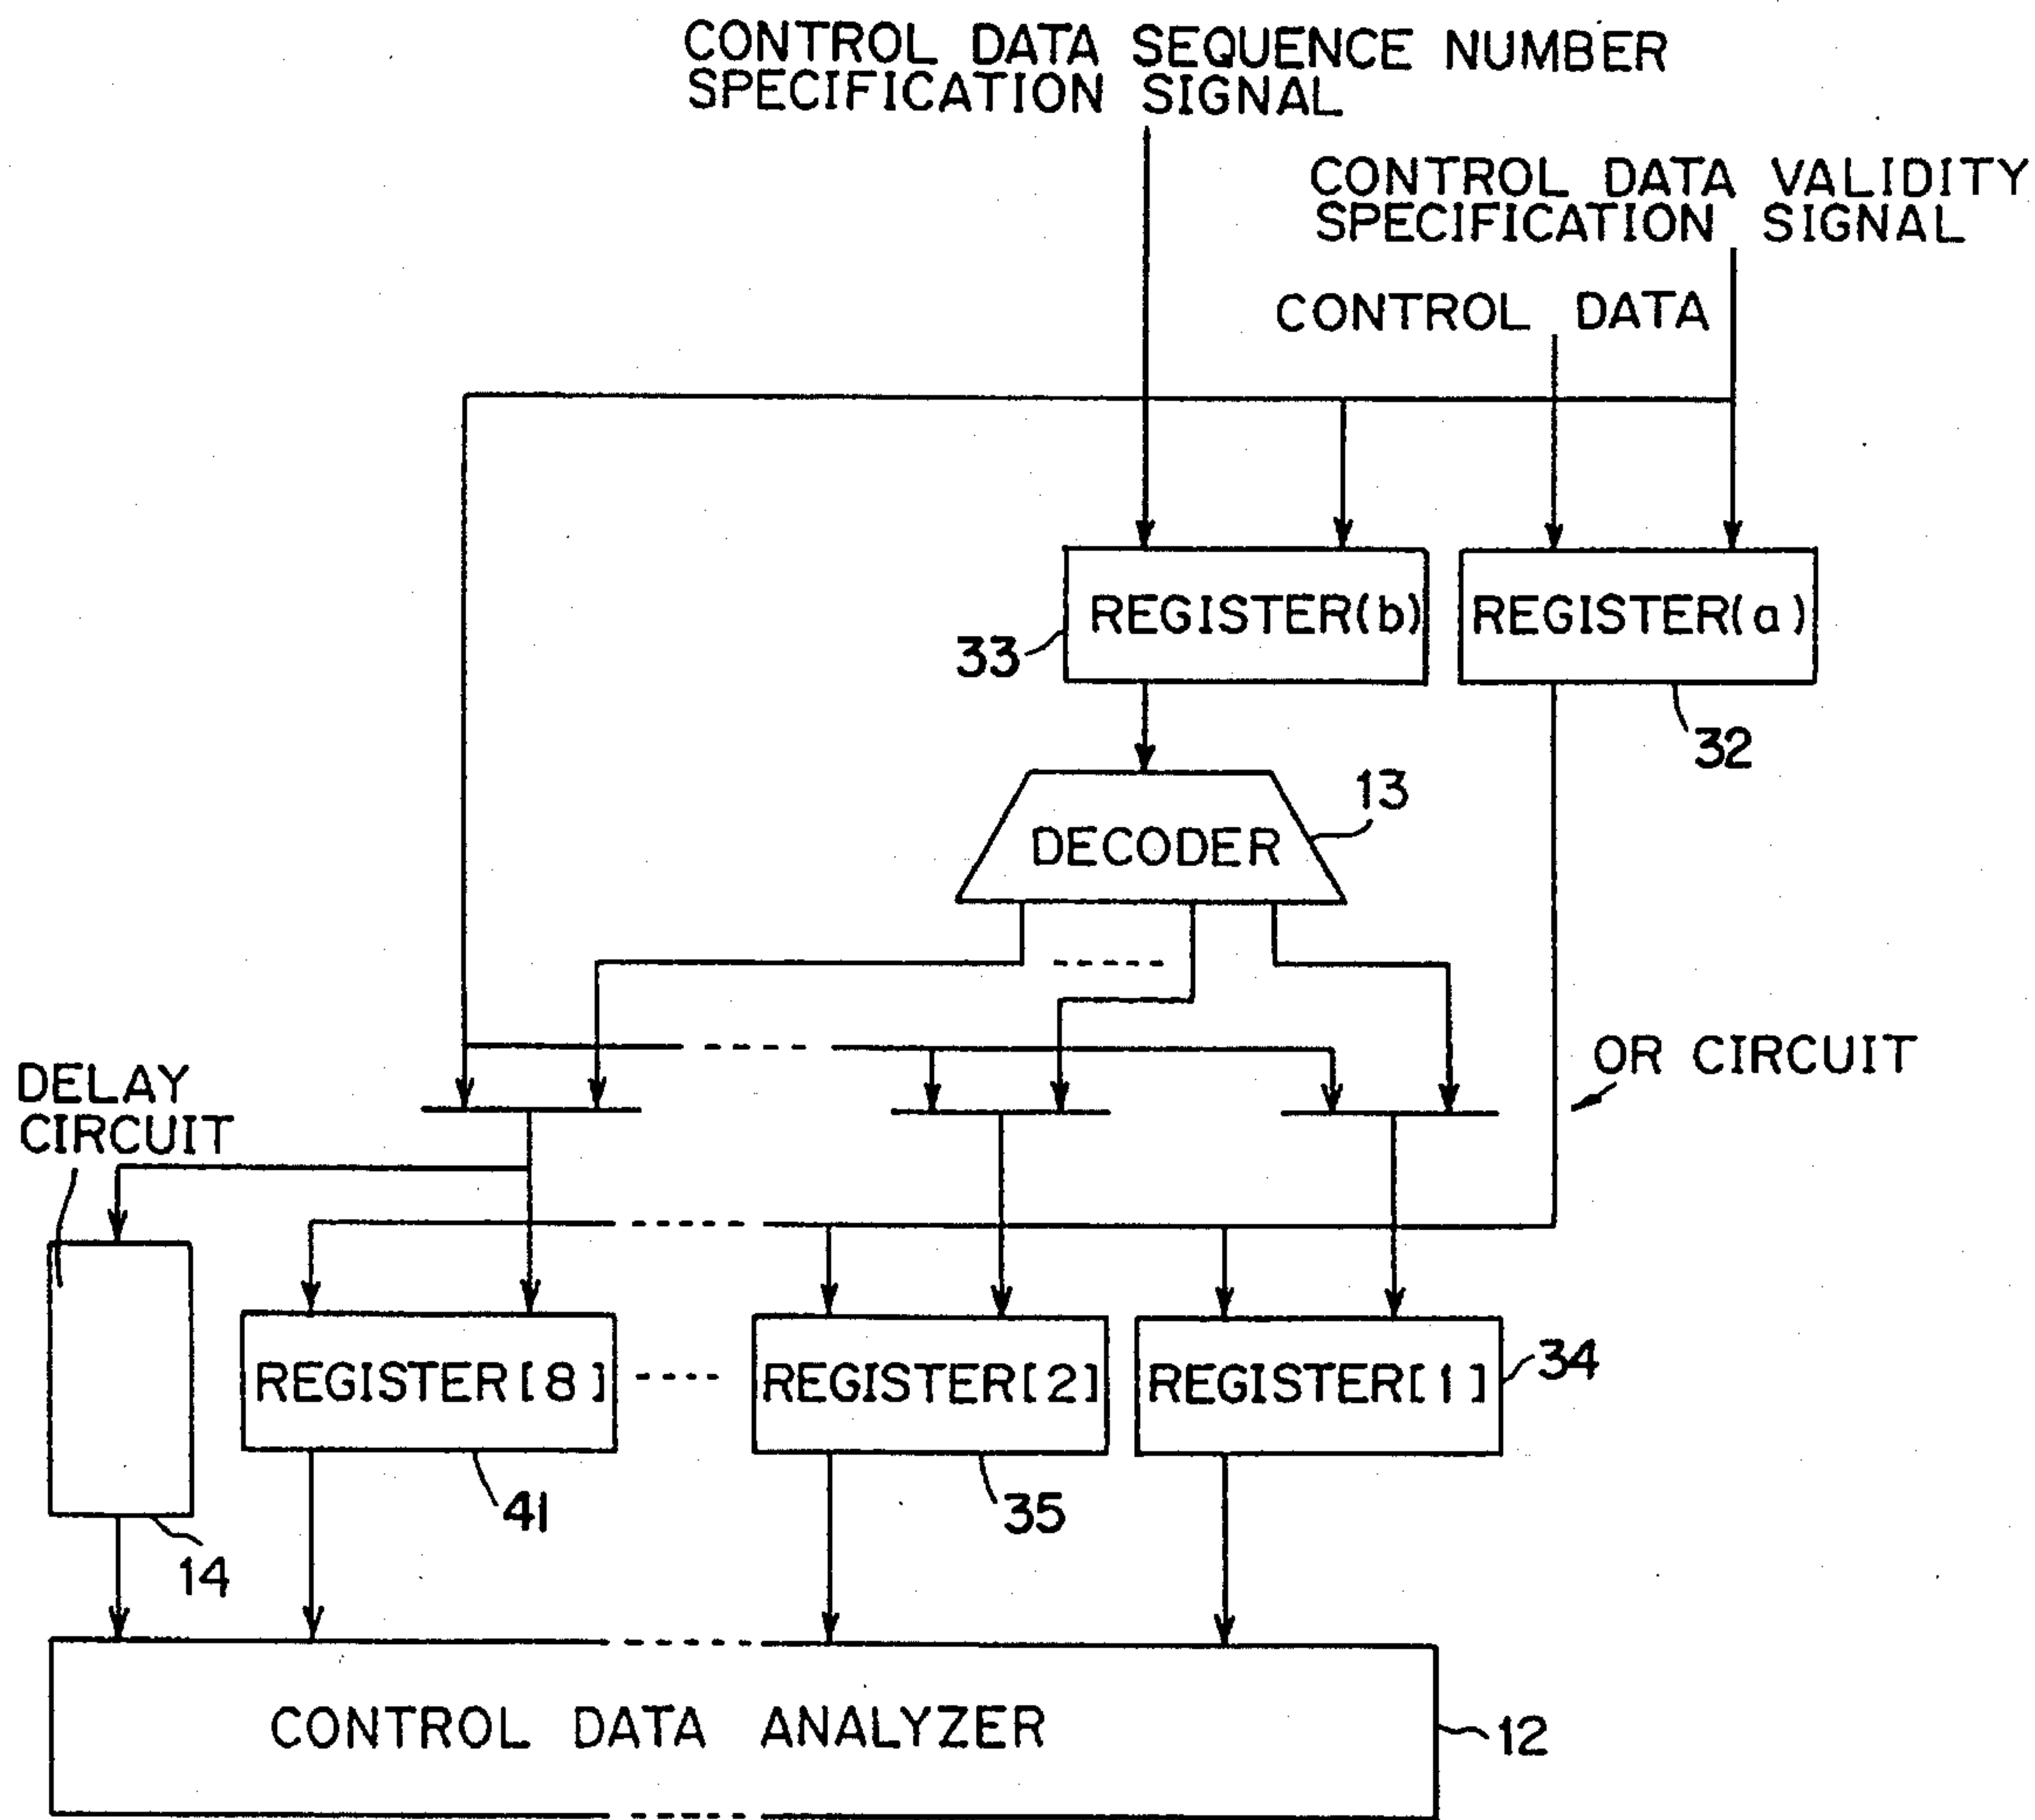 CONTROL DATA SEQUENCE NUMBER
SPECIFICATION SIGNAL
CONTROL DATA VALIDITY
SPECIFICATION SIGNAL
CONTROL DATA
REGISTER(b)
REGISTER(a)
33
32
13
DECODER
OR CIRCUIT
DELAY
CIRCUIT
REGISTER[8]
REGISTER[2]
REGISTER[1]
34
41
35
14
CONTROL DATA ANALYZER
12